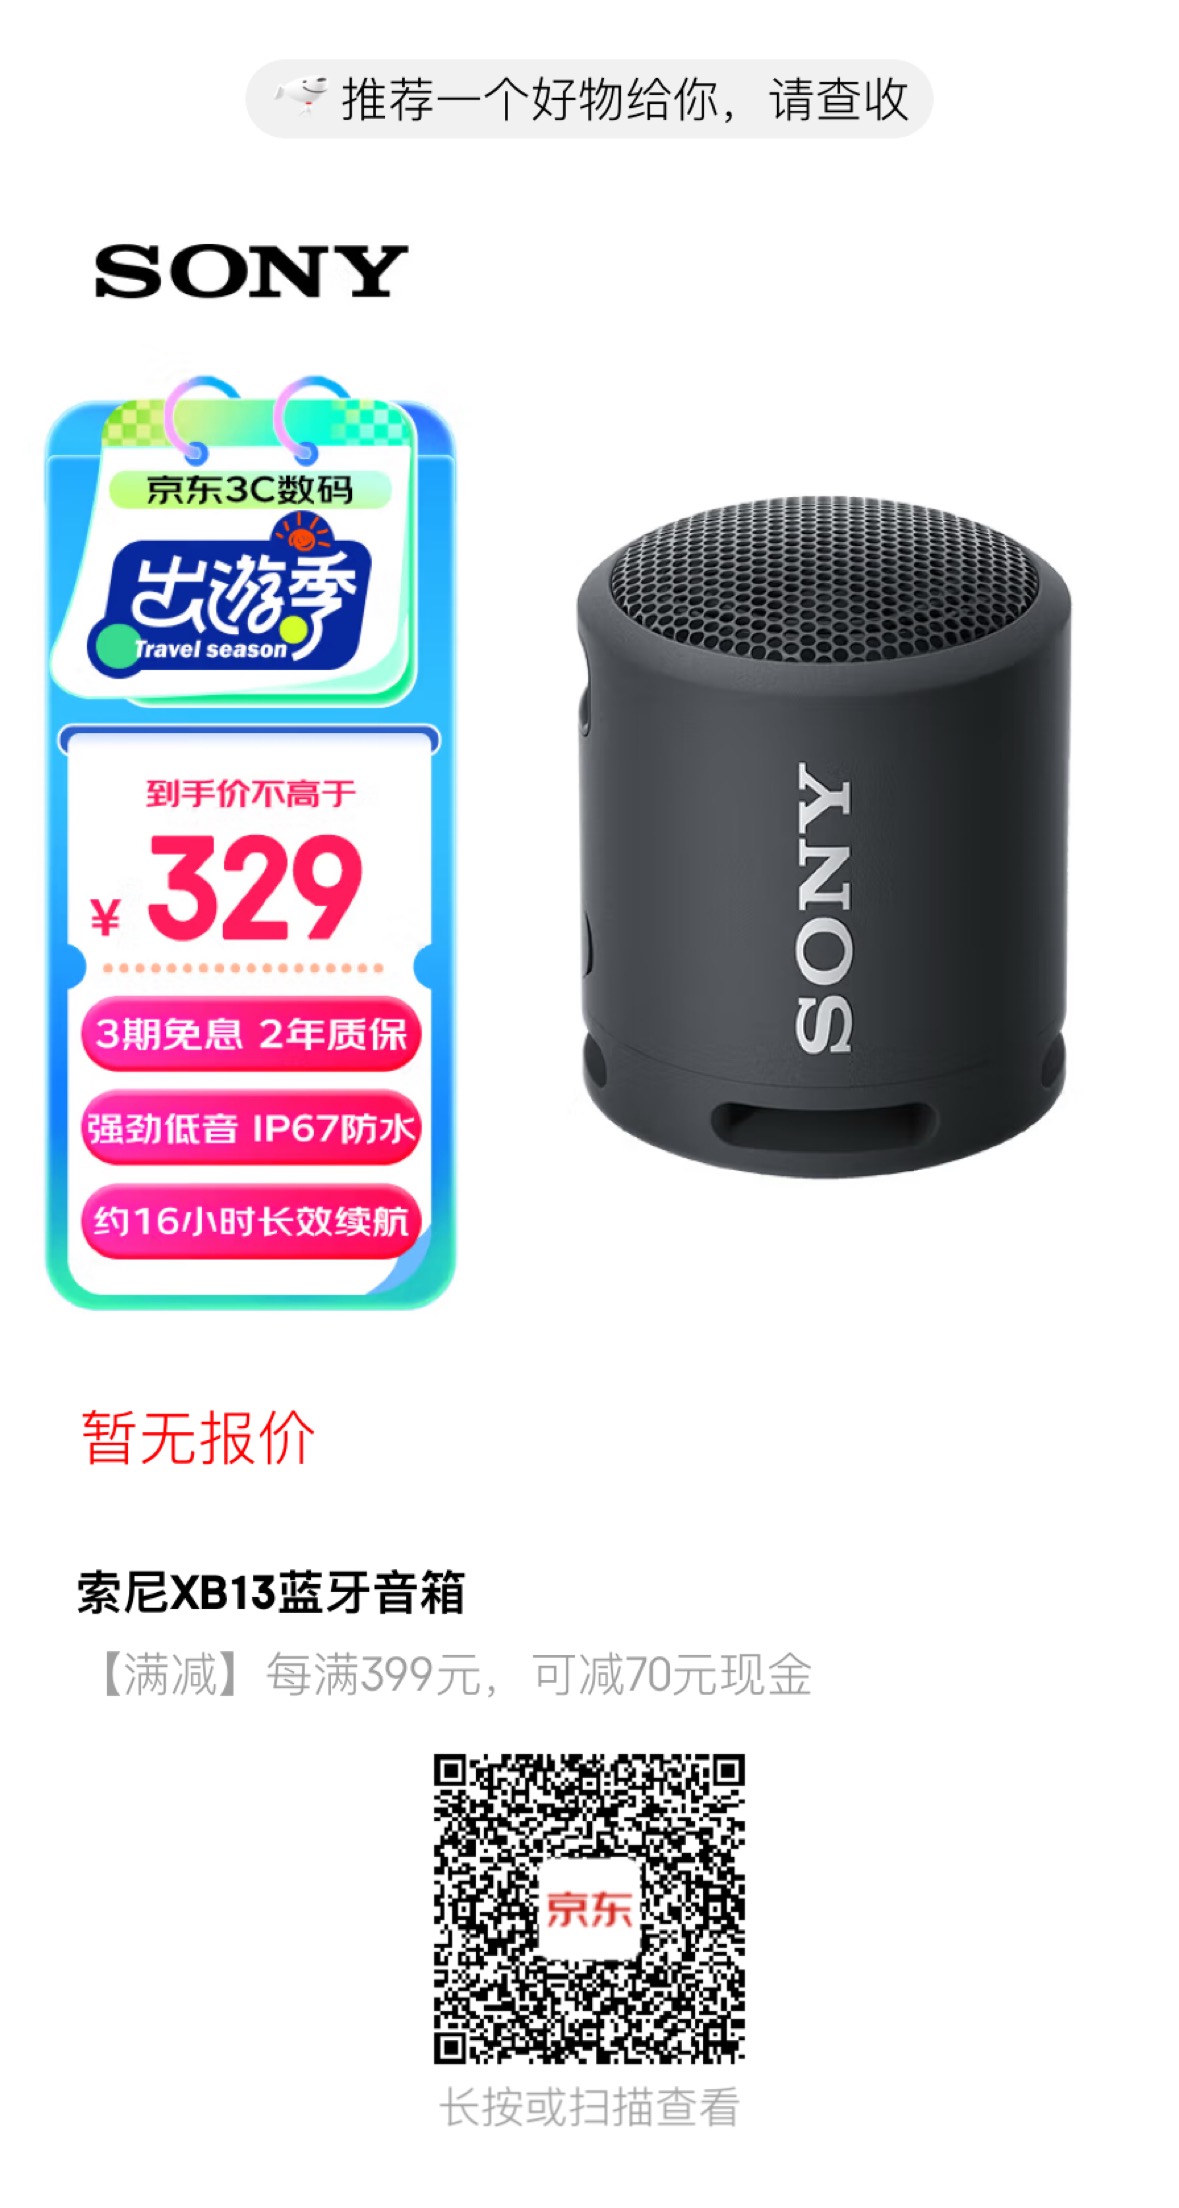 推荐一个好物给你，请查收
SONY
京东3C数码
出游季
Travel season
到手价不高于
¥ 329
3期免息 2年质保
强劲低音 IP67防水
约16小时长效续航
SONY
暂无报价
索尼XB13蓝牙音箱
【满减】每满399元，可减70元现金
京东
长按或扫描查看